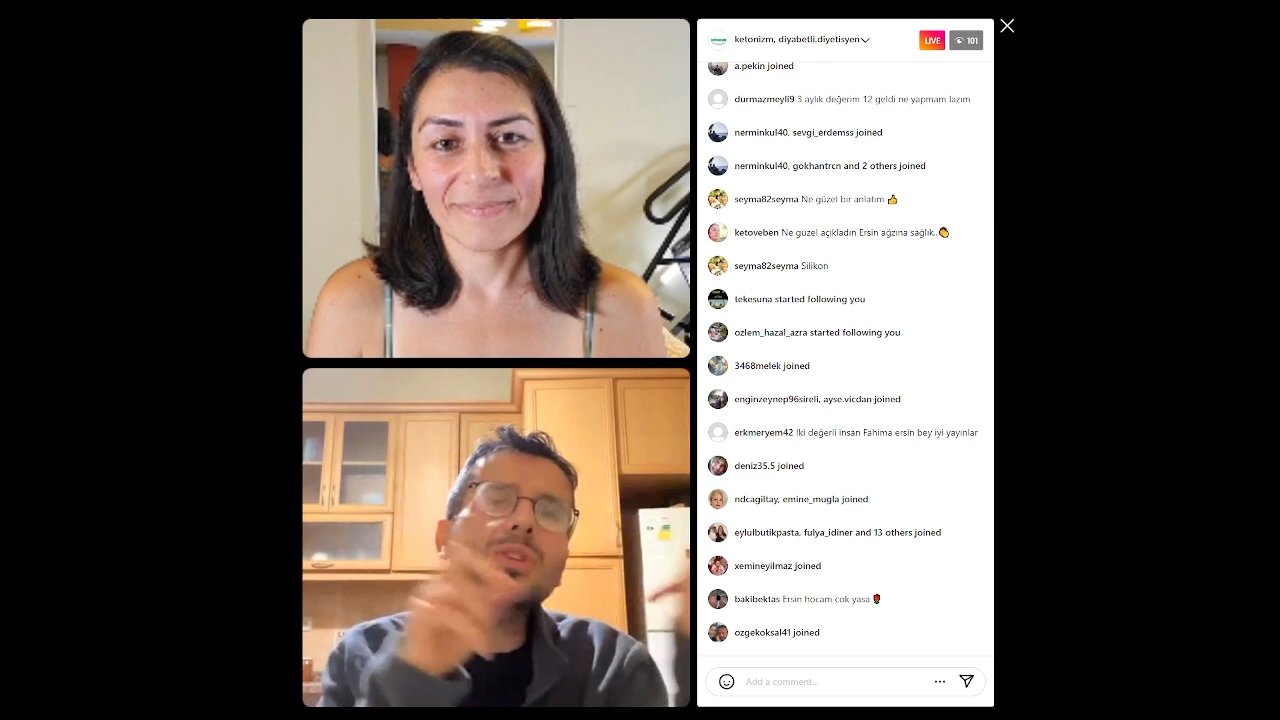 ketonizm, diyabetli.diyetisyen
LIVE
101
a.pekin joined
durmazmeyli9 3 aylık değerim 12 geldi ne yapmam lazım
nerminkul40, sevgi_erdemss joined
nerminkul40, gokhantrcn and 2 others joined
seyma82seyma Ne güzel bir anlatım 👍
ketoveben Ne güzel açıkladın Ersin ağzına sağlık..👏
seyma82seyma Silikon
tekesuna started following you
ozlem_hazal_azra started following you
3468melek joined
enginzeynep96sireli, ayse.vicdan joined
erkmeryem42 Iki değerli insan Fahima ersin bey iyi yayınlar
deniz35.5 joined
ndcagiltay, emine_mugla joined
eylulbutikpasta, fulya_idiner and 13 others joined
xemineyilmaz joined
bakibektas Ersin hocam cok yasa 🌹
ozgekoksal41 joined
Add a comment...